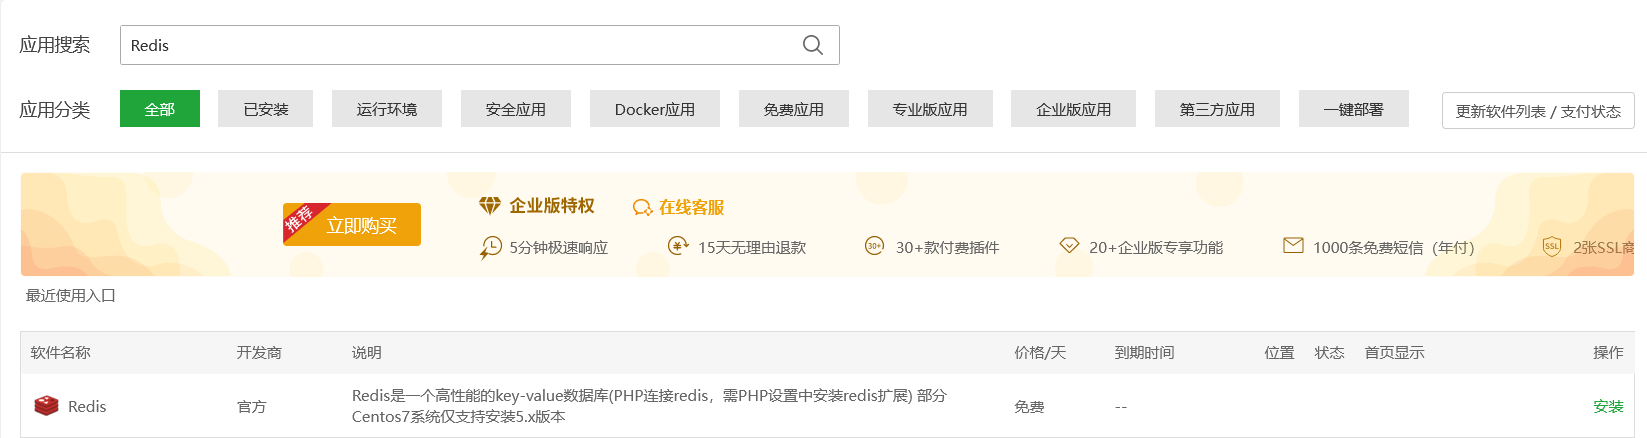 应用搜索 Redis
应用分类 全部 已安装 运行环境 安全应用 Docker应用 免费应用 专业版应用 企业版应用 第三方应用 一键部署 更新软件列表 / 支付状态
推荐 立即购买 企业版特权 在线客服
5分钟极速响应 15天无理由退款 30+ 30+款付费插件 20+企业版专享功能 1000条免费短信（年付） SSL 2张SSL商
最近使用入口
软件名称 开发商 说明 价格/天 到期时间 位置 状态 首页显示 操作
Redis 官方 Redis是一个高性能的key-value数据库(PHP连接redis，需PHP设置中安装redis扩展) 部分
Centos7系统仅支持安装5.x版本 免费 -- 安装